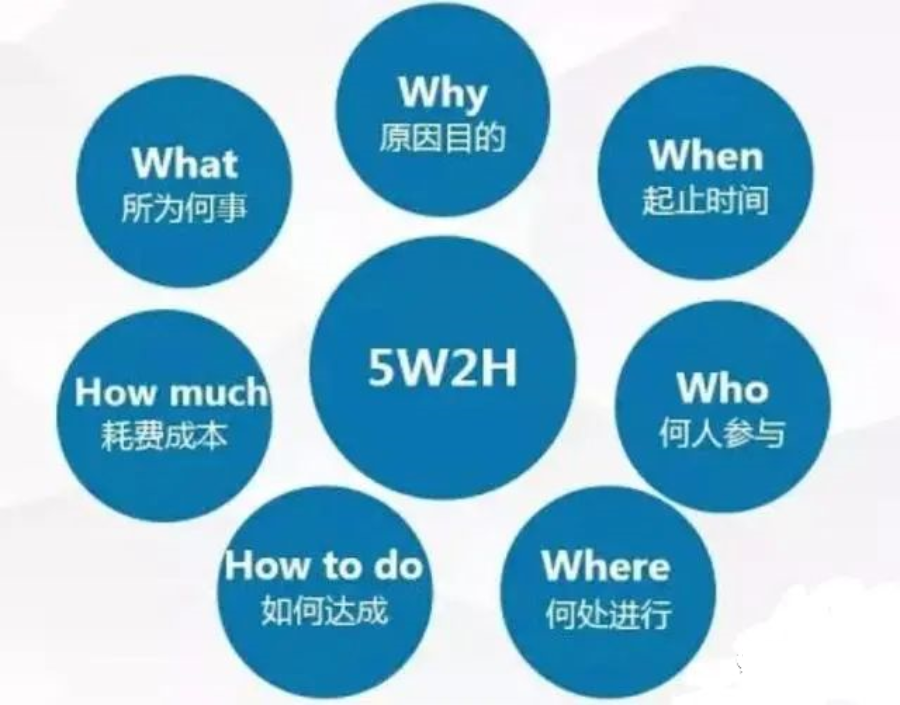 Why
原因目的
What
所为何事
When
起止时间
5W2H
How much
耗费成本
Who
何人参与
How to do
如何达成
Where
何处进行